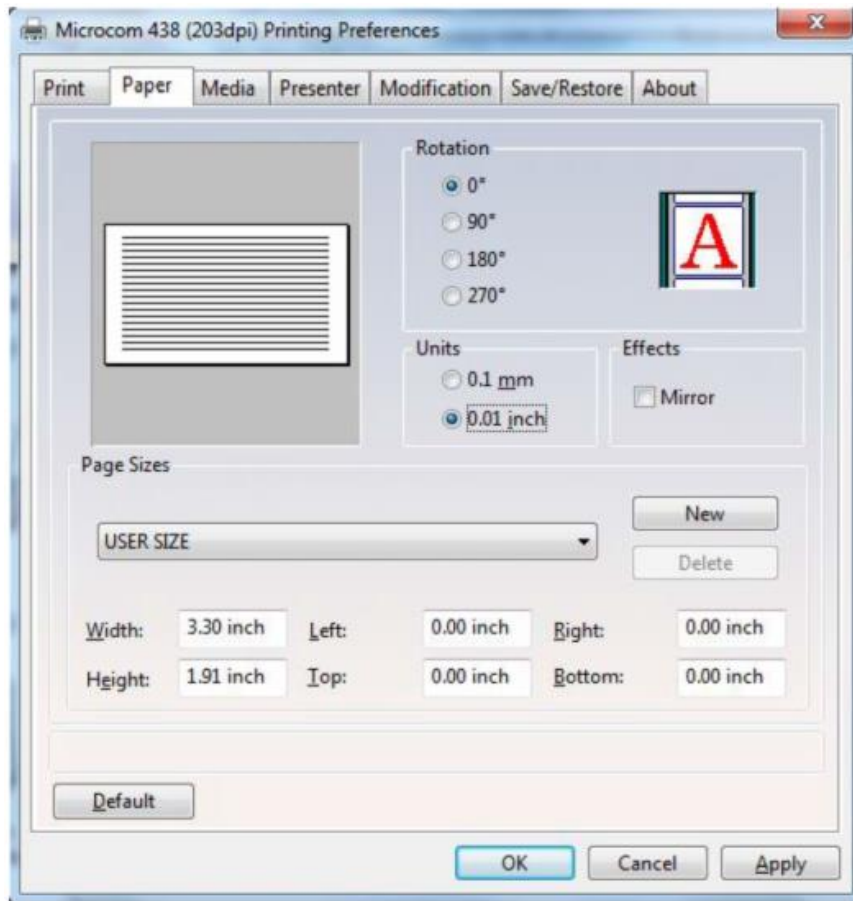 Microcom 438 (203dpi) Printing Preferences
Print Paper Media Presenter Modification Save/Restore About
Rotation
0°
90°
180°
270°
A
Units
0.1 mm
0.01 inch
Effects
Mirror
Page Sizes
USER SIZE
New
Delete
Width: 3.30 inch Left: 0.00 inch Right: 0.00 inch
Height: 1.91 inch Top: 0.00 inch Bottom: 0.00 inch
Default
OK Cancel Apply